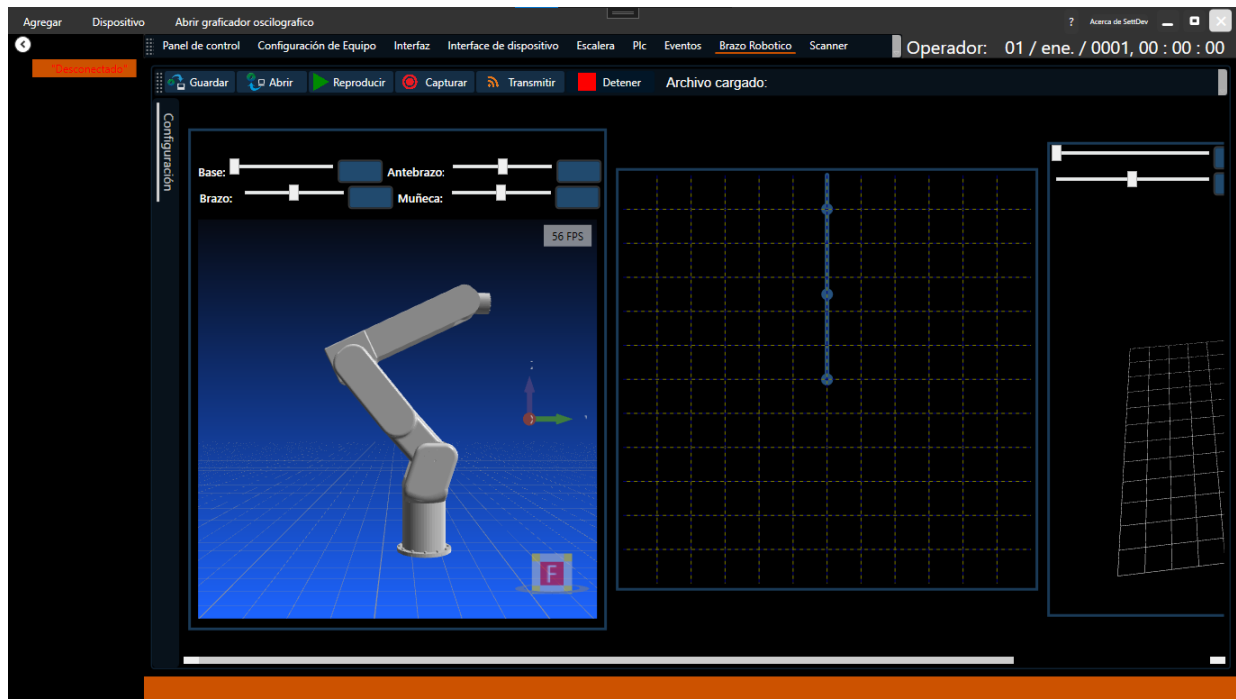 Agregar Dispositivo Abrir graficador oscilografico ? Acerca de SettDev
Panel de control Configuración de Equipo Interfaz Interface de dispositivo Escalera Plc Eventos Brazo Robotico Scanner Operador: 01 / ene. / 0001, 00 : 00 : 00
"Desconectado"
Guardar Abrir Reproducir Capturar Transmitir Detener Archivo cargado:
Configuración
Base: Antebrazo:
Brazo: Muñeca:
56 FPS
F